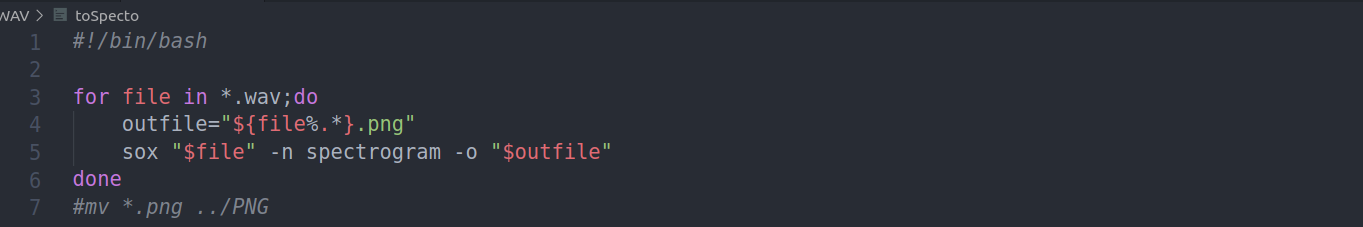 WAV > toSpecto
1 #!/bin/bash
2
3 for file in *.wav;do
4     outfile="${file%.*}.png"
5     sox "$file" -n spectrogram -o "$outfile"
6 done
7 #mv *.png ../PNG